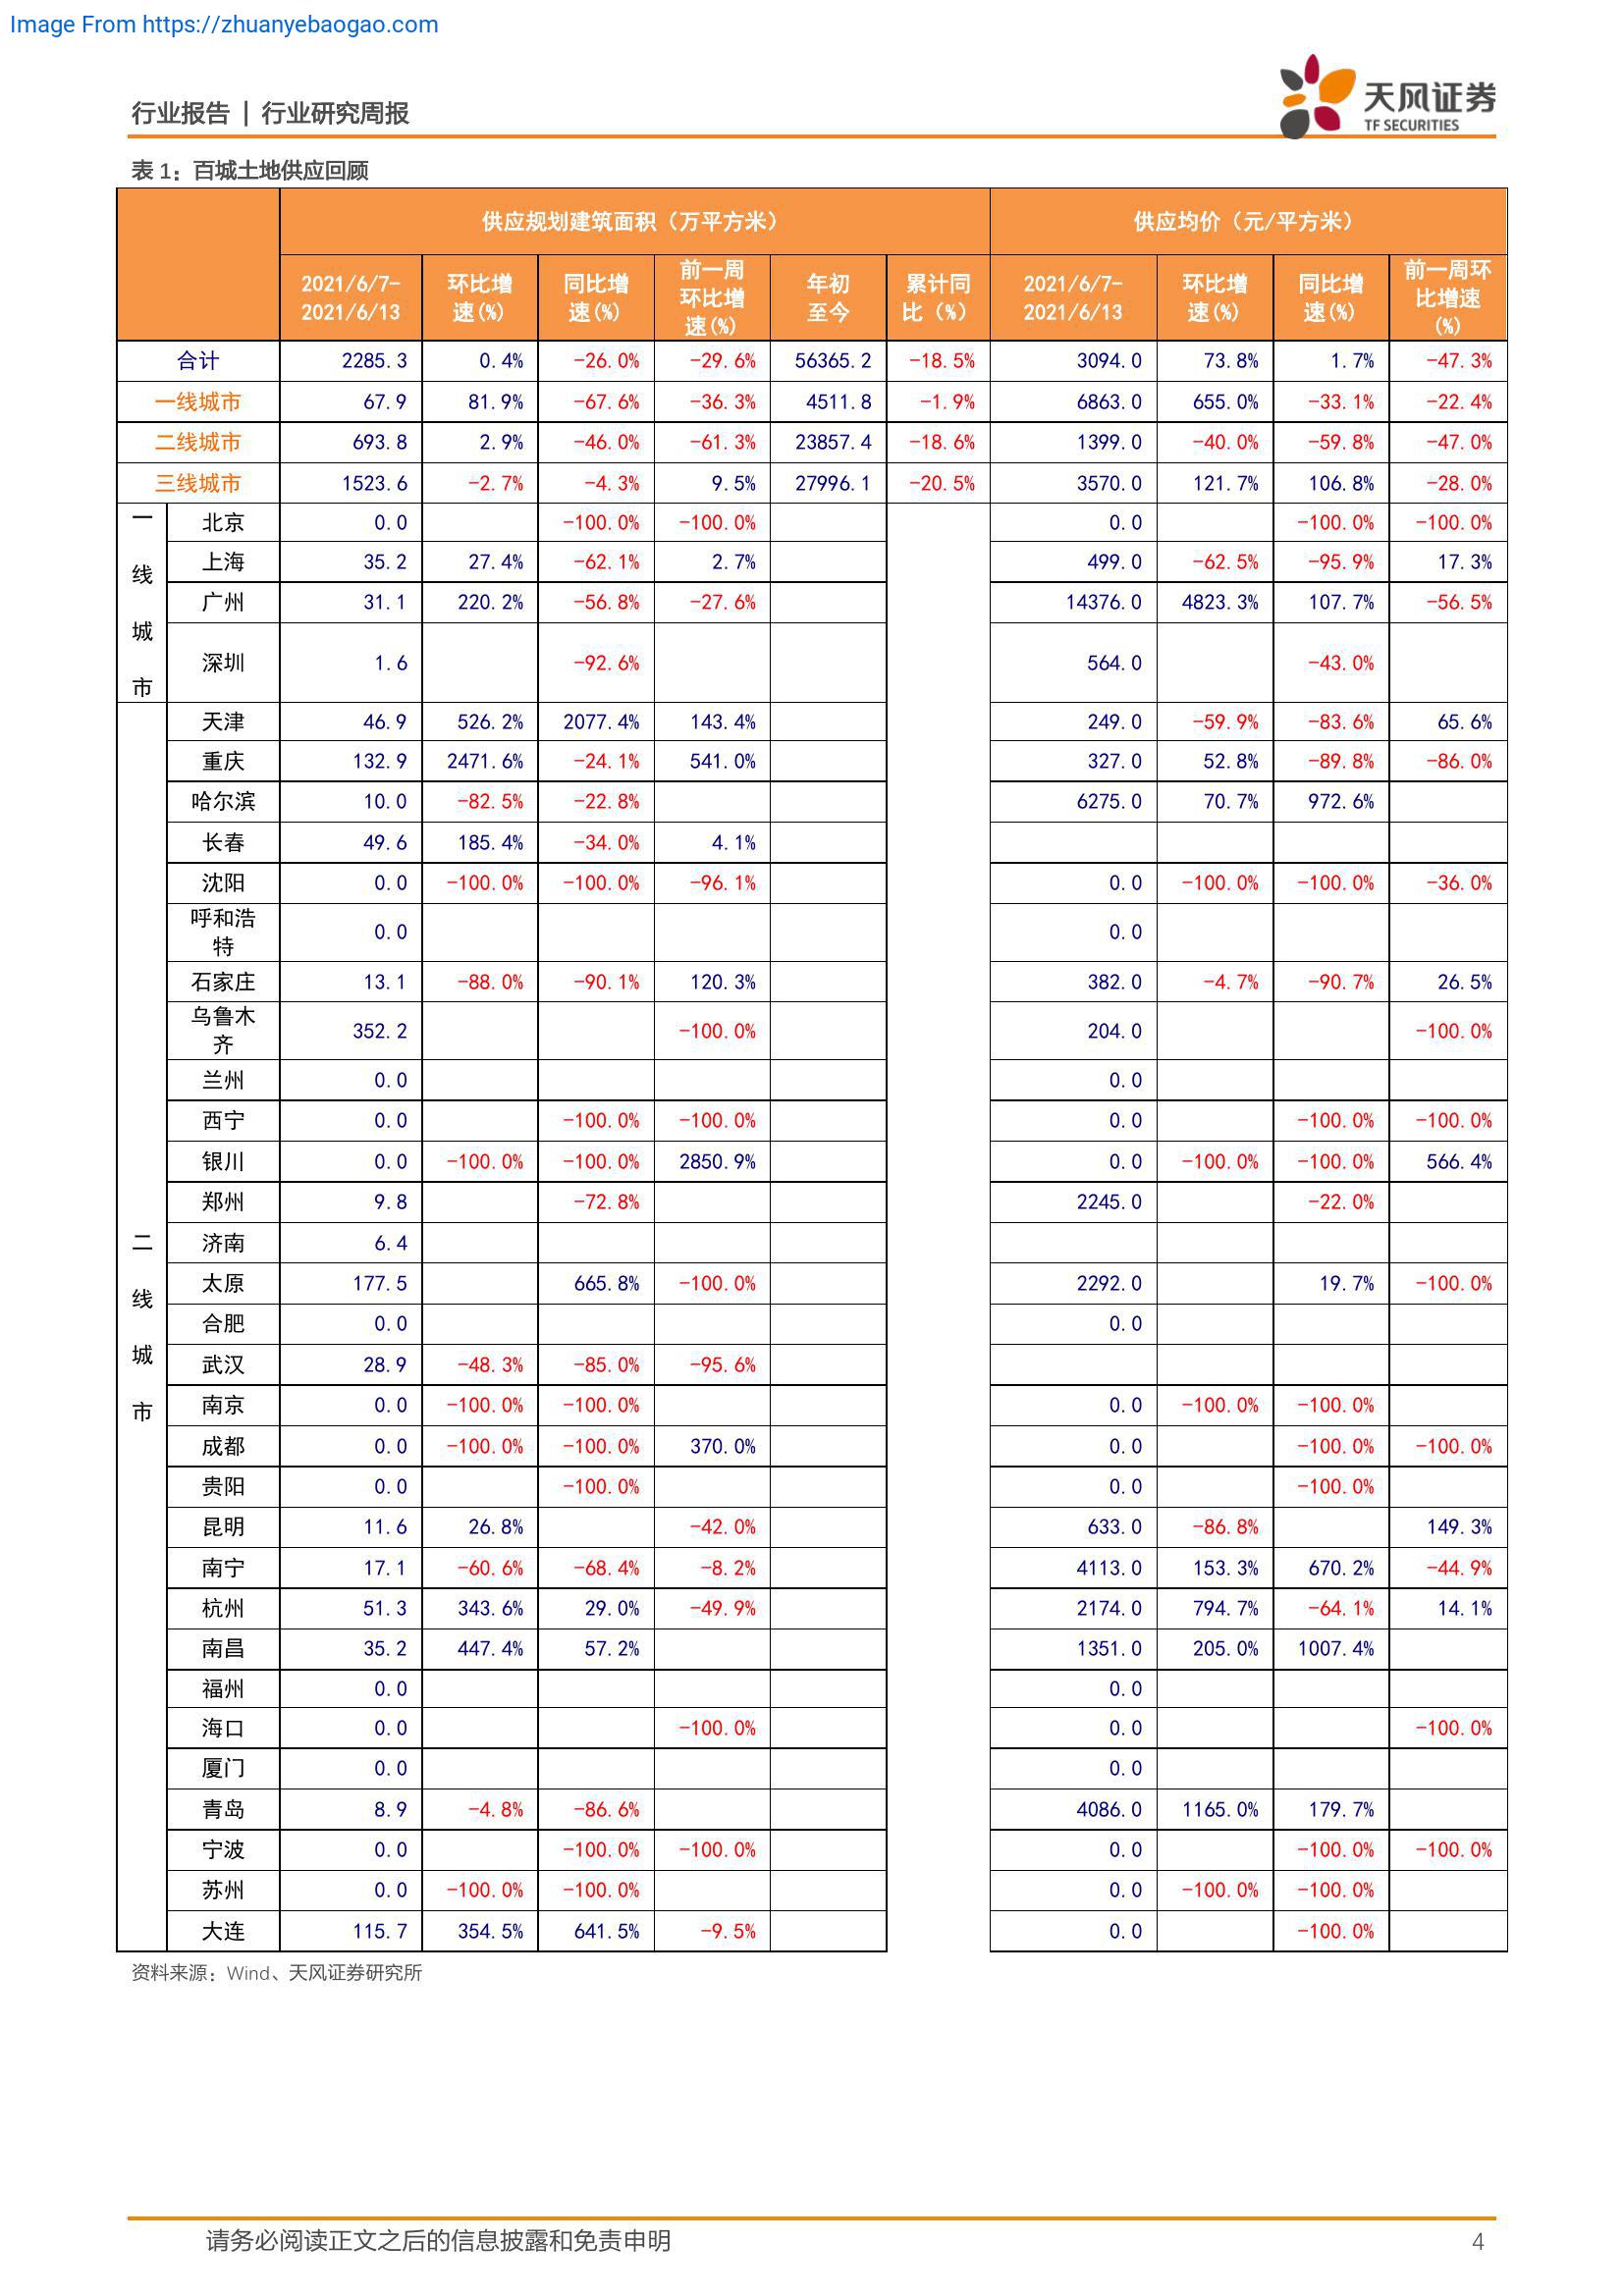 Image From https://zhuanyebaogao.com
行业报告 | 行业研究周报
天风证券
TF SECURITIES
表 1：百城土地供应回顾
供应规划建筑面积（万平方米） 供应均价（元/平方米）
2021/6/7-2021/6/13 环比增速(%) 同比增速(%) 前一周环比增速(%) 年初至今 累计同比（%） 2021/6/7-2021/6/13 环比增速(%) 同比增速(%) 前一周环比增速(%)
合计 2285.3 0.4% -26.0% -29.6% 56365.2 -18.5% 3094.0 73.8% 1.7% -47.3%
一线城市 67.9 81.9% -67.6% -36.3% 4511.8 -1.9% 6863.0 655.0% -33.1% -22.4%
二线城市 693.8 2.9% -46.0% -61.3% 23857.4 -18.6% 1399.0 -40.0% -59.8% -47.0%
三线城市 1523.6 -2.7% -4.3% 9.5% 27996.1 -20.5% 3570.0 121.7% 106.8% -28.0%
一线城市
北京 0.0 -100.0% -100.0% 0.0 -100.0% -100.0%
上海 35.2 27.4% -62.1% 2.7% 499.0 -62.5% -95.9% 17.3%
广州 31.1 220.2% -56.8% -27.6% 14376.0 4823.3% 107.7% -56.5%
深圳 1.6 -92.6% 564.0 -43.0%
二线城市
天津 46.9 526.2% 2077.4% 143.4% 249.0 -59.9% -83.6% 65.6%
重庆 132.9 2471.6% -24.1% 541.0% 327.0 52.8% -89.8% -86.0%
哈尔滨 10.0 -82.5% -22.8% 6275.0 70.7% 972.6%
长春 49.6 185.4% -34.0% 4.1%
沈阳 0.0 -100.0% -100.0% -96.1% 0.0 -100.0% -100.0% -36.0%
呼和浩特 0.0 0.0
石家庄 13.1 -88.0% -90.1% 120.3% 382.0 -4.7% -90.7% 26.5%
乌鲁木齐 352.2 -100.0% 204.0 -100.0%
兰州 0.0 0.0
西宁 0.0 -100.0% -100.0% 0.0 -100.0% -100.0%
银川 0.0 -100.0% -100.0% 2850.9% 0.0 -100.0% -100.0% 566.4%
郑州 9.8 -72.8% 2245.0 -22.0%
济南 6.4
太原 177.5 665.8% -100.0% 2292.0 19.7% -100.0%
合肥 0.0 0.0
武汉 28.9 -48.3% -85.0% -95.6%
南京 0.0 -100.0% -100.0% 0.0 -100.0% -100.0%
成都 0.0 -100.0% -100.0% 370.0% 0.0 -100.0% -100.0%
贵阳 0.0 -100.0% 0.0 -100.0%
昆明 11.6 26.8% -42.0% 633.0 -86.8% 149.3%
南宁 17.1 -60.6% -68.4% -8.2% 4113.0 153.3% 670.2% -44.9%
杭州 51.3 343.6% 29.0% -49.9% 2174.0 794.7% -64.1% 14.1%
南昌 35.2 447.4% 57.2% 1351.0 205.0% 1007.4%
福州 0.0 0.0
海口 0.0 -100.0% 0.0 -100.0%
厦门 0.0 0.0
青岛 8.9 -4.8% -86.6% 4086.0 1165.0% 179.7%
宁波 0.0 -100.0% -100.0% 0.0 -100.0% -100.0%
苏州 0.0 -100.0% -100.0% 0.0 -100.0% -100.0%
大连 115.7 354.5% 641.5% -9.5% 0.0 -100.0%
资料来源：Wind、天风证券研究所
请务必阅读正文之后的信息披露和免责申明 4